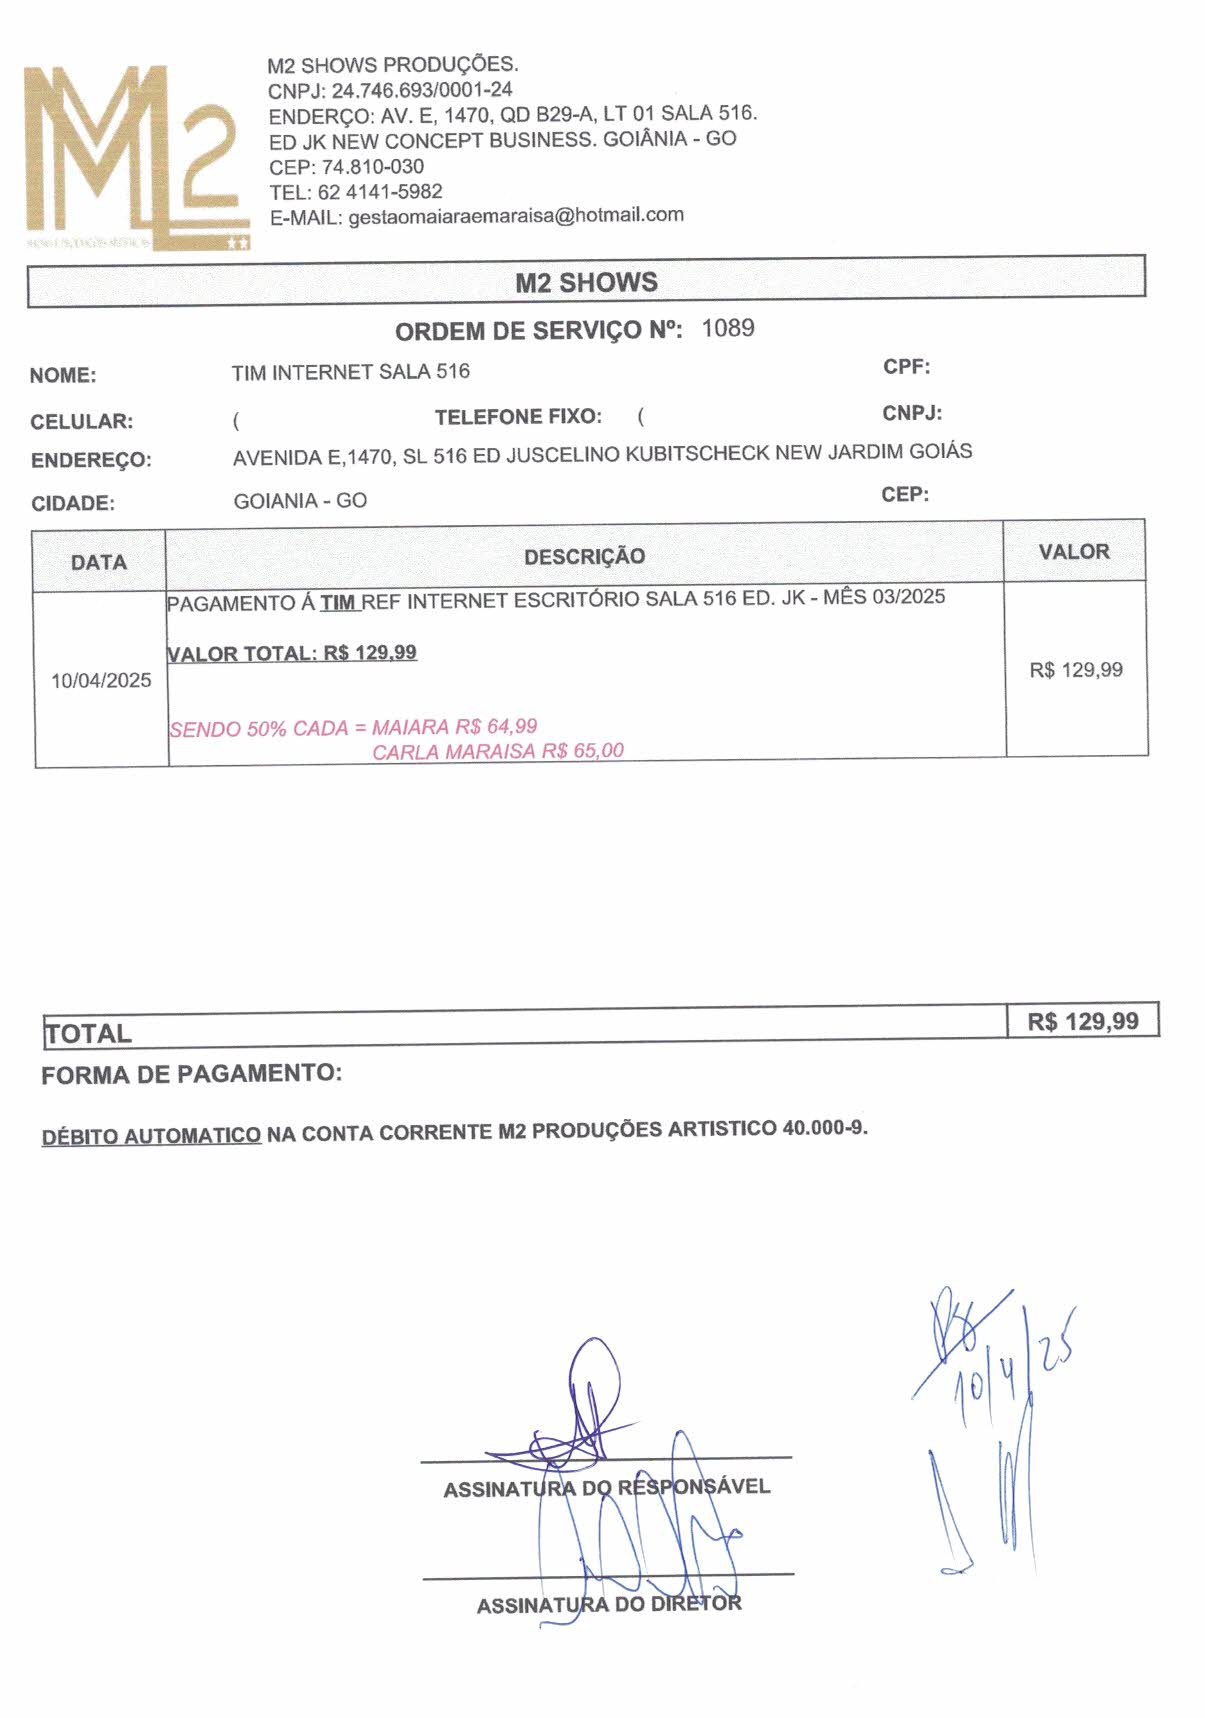 M2
M2 SHOWS PRODUÇÕES.
CNPJ: 24.746.693/0001-24
ENDERÇO: AV. E, 1470, QD B29-A, LT 01 SALA 516.
ED JK NEW CONCEPT BUSINESS. GOIÂNIA - GO
CEP: 74.810-030
TEL: 62 4141-5982
E-MAIL: gestaomaiaraemaraisa@hotmail.com
M2 SHOWS
ORDEM DE SERVIÇO Nº: 1089
NOME: TIM INTERNET SALA 516 CPF:
CELULAR: ( TELEFONE FIXO: ( CNPJ:
ENDEREÇO: AVENIDA E,1470, SL 516 ED JUSCELINO KUBITSCHECK NEW JARDIM GOIÁS
CIDADE: GOIANIA - GO CEP:
DATA DESCRIÇÃO VALOR
PAGAMENTO Á TIM REF INTERNET ESCRITÓRIO SALA 516 ED. JK - MÊS 03/2025
VALOR TOTAL: R$ 129,99
10/04/2025 R$ 129,99
SENDO 50% CADA = MAIARA R$ 64,99
CARLA MARAISA R$ 65,00
TOTAL R$ 129,99
FORMA DE PAGAMENTO:
DÉBITO AUTOMATICO NA CONTA CORRENTE M2 PRODUÇÕES ARTISTICO 40.000-9.
10/4/25
ASSINATURA DO RESPONSÁVEL
ASSINATURA DO DIRETOR